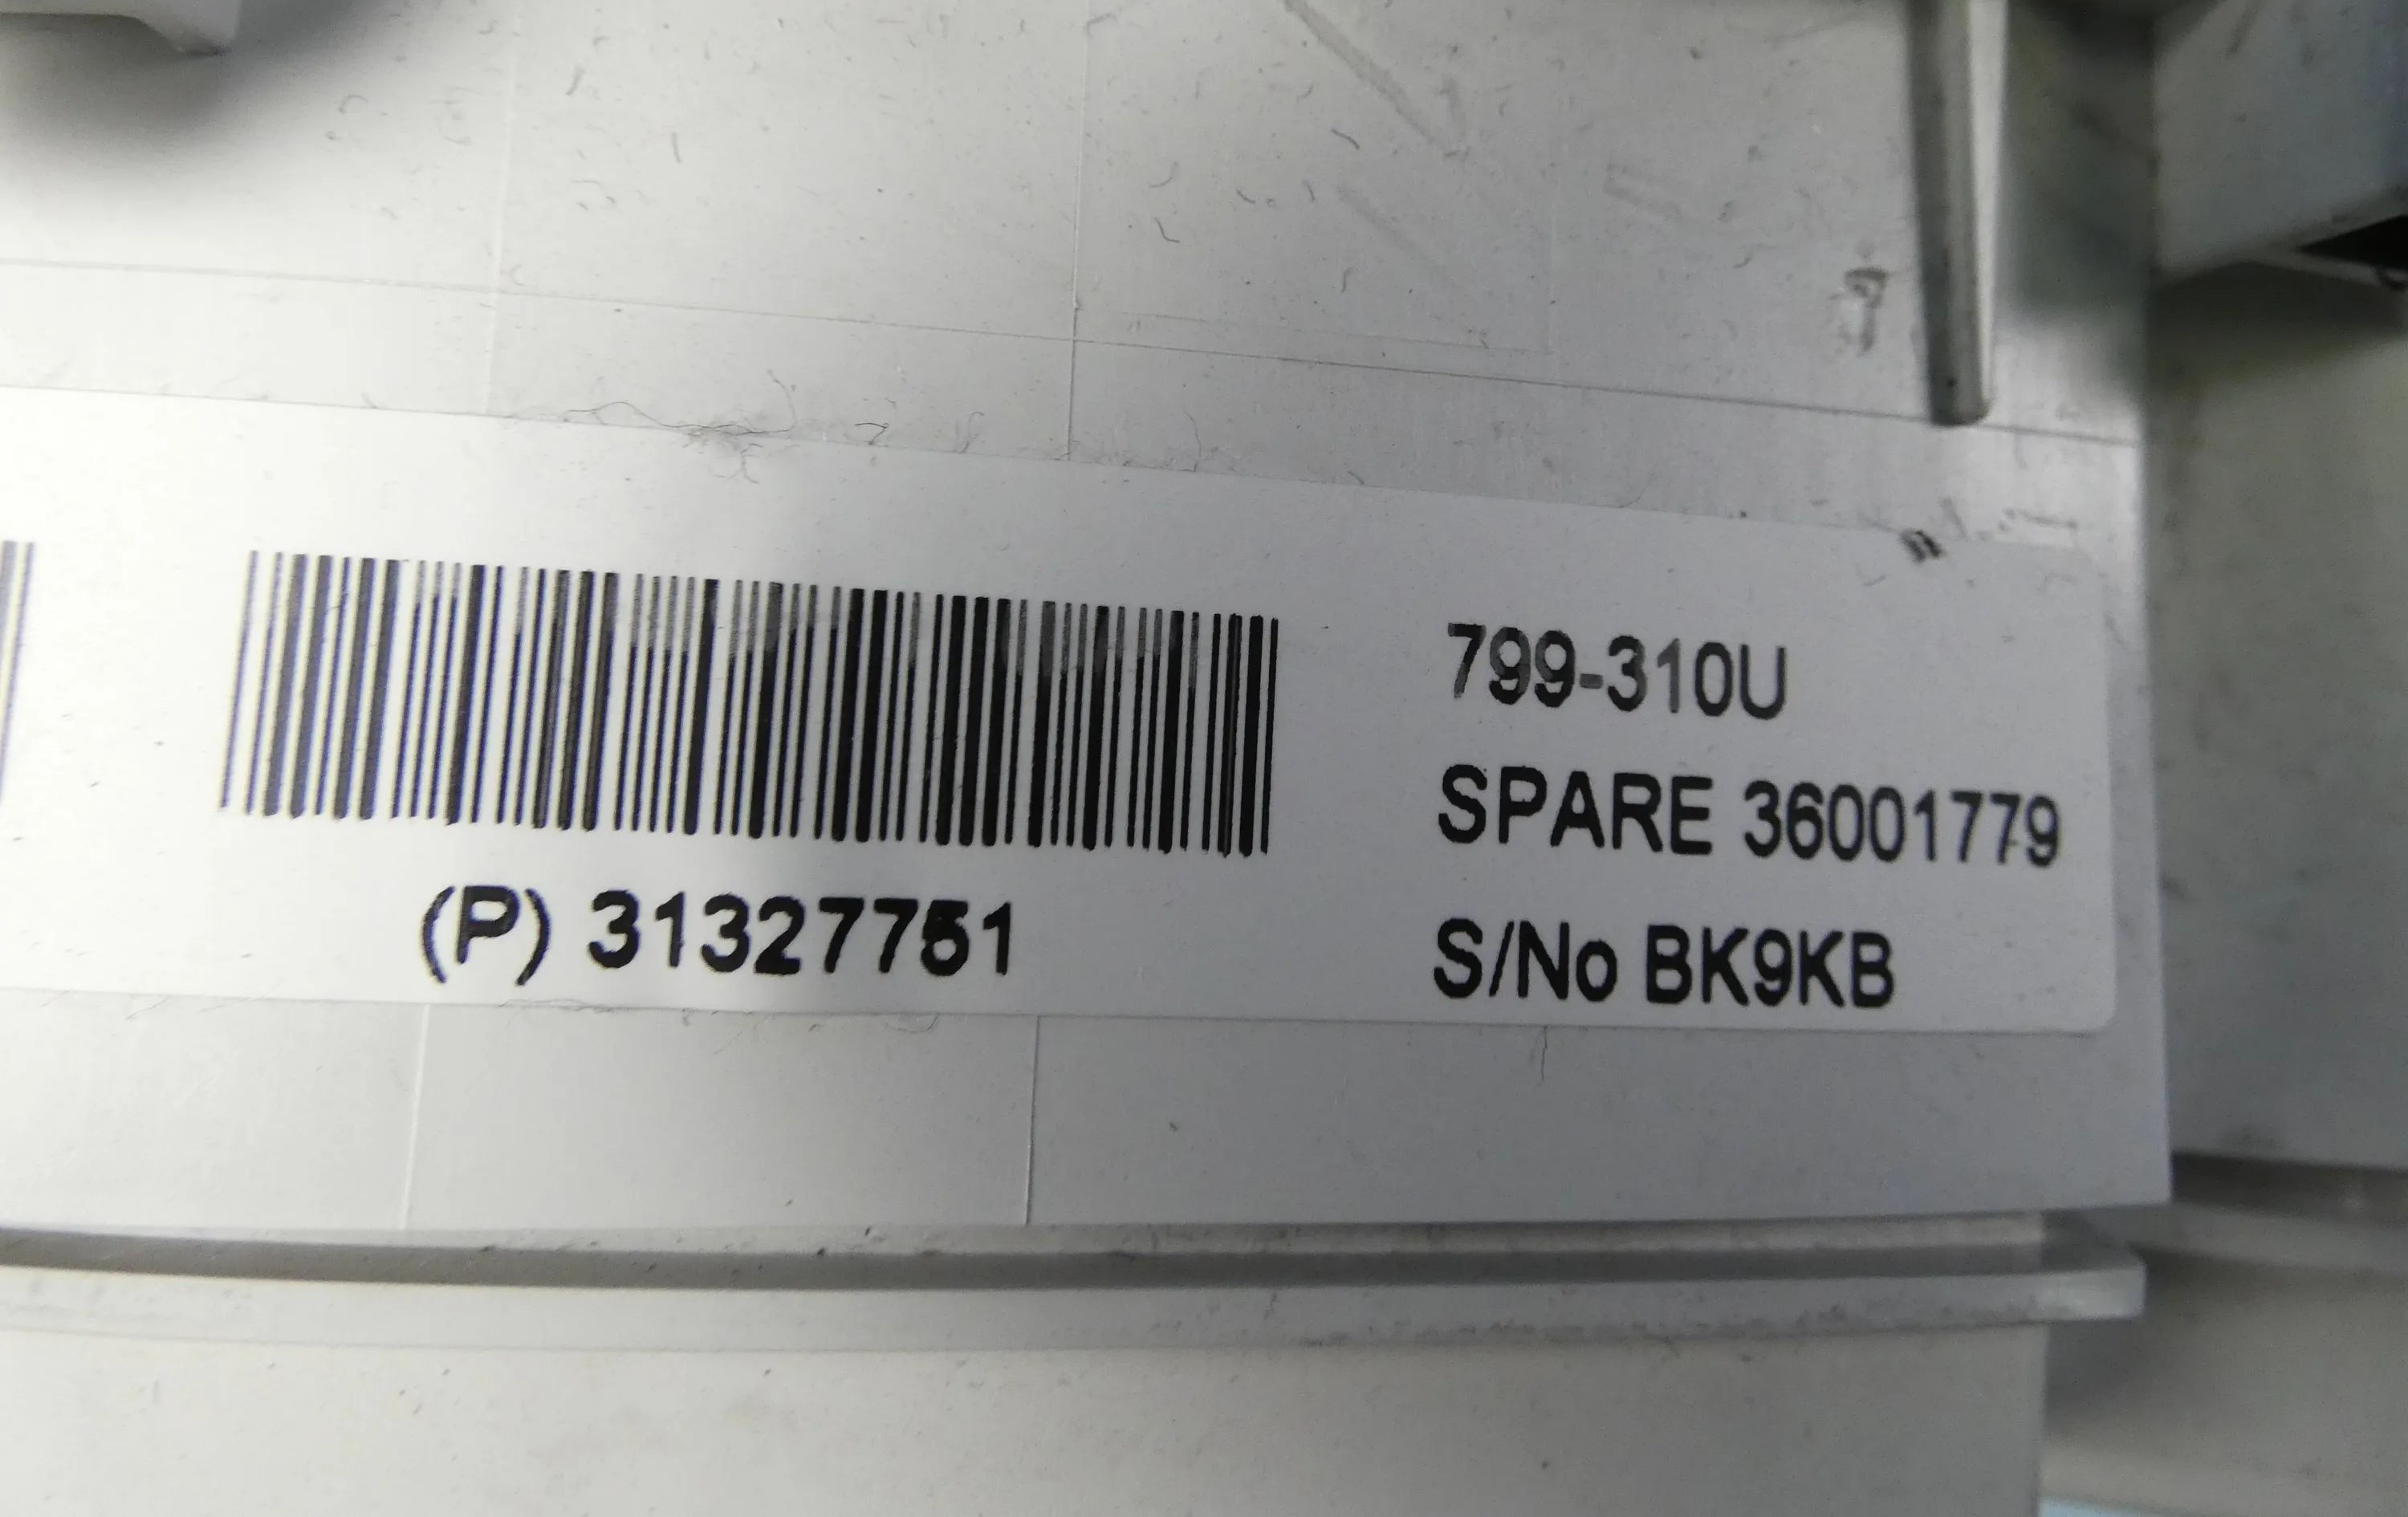 799-310U
SPARE 36001779
(P) 31327751
S/No BK9KB